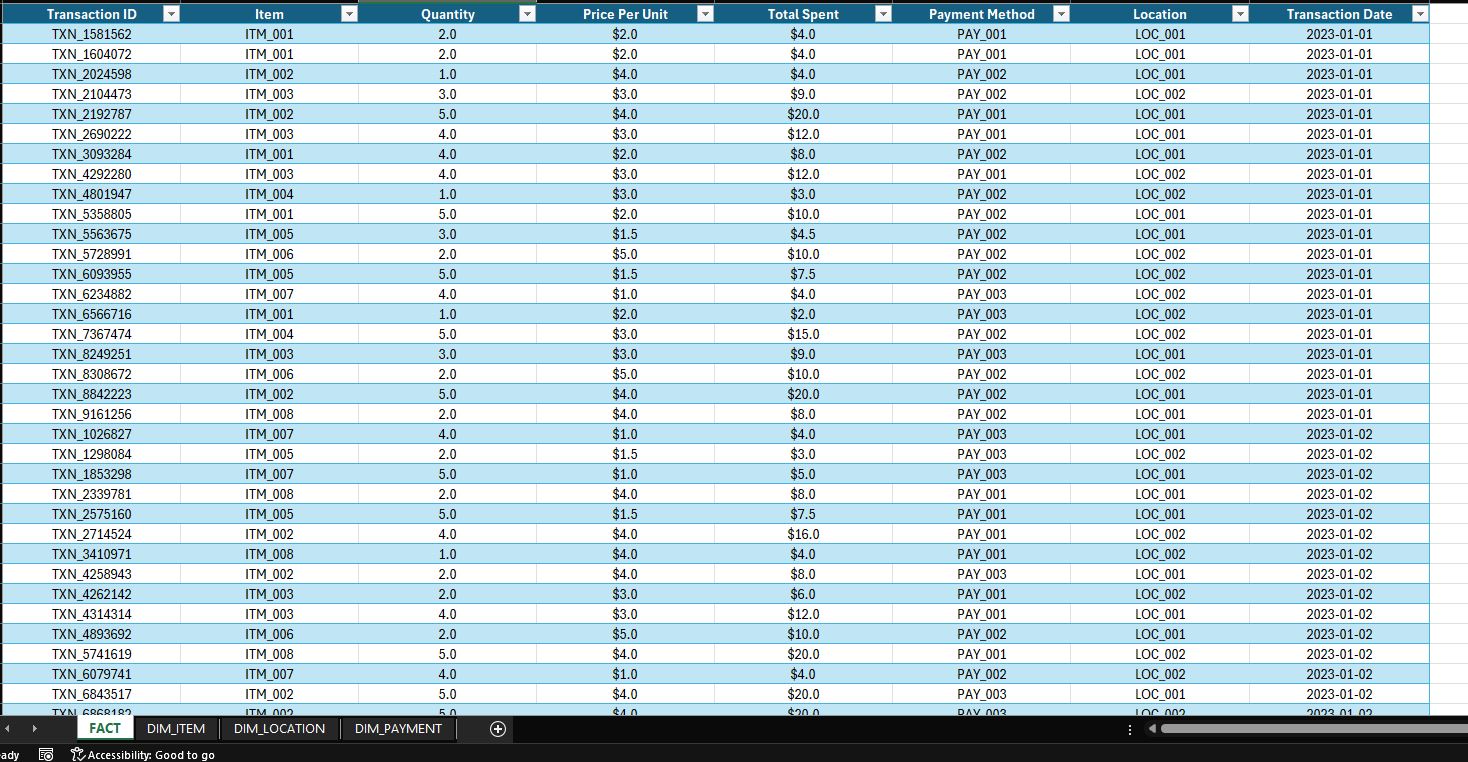 Transaction ID Item Quantity Price Per Unit Total Spent Payment Method Location Transaction Date
TXN_1581562 ITM_001 2.0 $2.0 $4.0 PAY_001 LOC_001 2023-01-01
TXN_1604072 ITM_001 2.0 $2.0 $4.0 PAY_001 LOC_001 2023-01-01
TXN_2024598 ITM_002 1.0 $4.0 $4.0 PAY_002 LOC_001 2023-01-01
TXN_2104473 ITM_003 3.0 $3.0 $9.0 PAY_002 LOC_002 2023-01-01
TXN_2192787 ITM_002 5.0 $4.0 $20.0 PAY_001 LOC_001 2023-01-01
TXN_2690222 ITM_003 4.0 $3.0 $12.0 PAY_001 LOC_001 2023-01-01
TXN_3093284 ITM_001 4.0 $2.0 $8.0 PAY_002 LOC_001 2023-01-01
TXN_4292280 ITM_003 4.0 $3.0 $12.0 PAY_001 LOC_002 2023-01-01
TXN_4801947 ITM_004 1.0 $3.0 $3.0 PAY_002 LOC_002 2023-01-01
TXN_5358805 ITM_001 5.0 $2.0 $10.0 PAY_002 LOC_001 2023-01-01
TXN_5563675 ITM_005 3.0 $1.5 $4.5 PAY_002 LOC_001 2023-01-01
TXN_5728991 ITM_006 2.0 $5.0 $10.0 PAY_002 LOC_002 2023-01-01
TXN_6093955 ITM_005 5.0 $1.5 $7.5 PAY_002 LOC_002 2023-01-01
TXN_6234882 ITM_007 4.0 $1.0 $4.0 PAY_003 LOC_002 2023-01-01
TXN_6566716 ITM_001 1.0 $2.0 $2.0 PAY_003 LOC_002 2023-01-01
TXN_7367474 ITM_004 5.0 $3.0 $15.0 PAY_002 LOC_002 2023-01-01
TXN_8249251 ITM_003 3.0 $3.0 $9.0 PAY_003 LOC_001 2023-01-01
TXN_8308672 ITM_006 2.0 $5.0 $10.0 PAY_002 LOC_002 2023-01-01
TXN_8842223 ITM_002 5.0 $4.0 $20.0 PAY_002 LOC_001 2023-01-01
TXN_9161256 ITM_008 2.0 $4.0 $8.0 PAY_002 LOC_001 2023-01-01
TXN_1026827 ITM_007 4.0 $1.0 $4.0 PAY_003 LOC_001 2023-01-02
TXN_1298084 ITM_005 2.0 $1.5 $3.0 PAY_003 LOC_002 2023-01-02
TXN_1853298 ITM_007 5.0 $1.0 $5.0 PAY_003 LOC_001 2023-01-02
TXN_2339781 ITM_008 2.0 $4.0 $8.0 PAY_001 LOC_001 2023-01-02
TXN_2575160 ITM_005 5.0 $1.5 $7.5 PAY_001 LOC_001 2023-01-02
TXN_2714524 ITM_002 4.0 $4.0 $16.0 PAY_001 LOC_002 2023-01-02
TXN_3410971 ITM_008 1.0 $4.0 $4.0 PAY_001 LOC_002 2023-01-02
TXN_4258943 ITM_002 2.0 $4.0 $8.0 PAY_003 LOC_001 2023-01-02
TXN_4262142 ITM_003 2.0 $3.0 $6.0 PAY_001 LOC_002 2023-01-02
TXN_4314314 ITM_003 4.0 $3.0 $12.0 PAY_001 LOC_001 2023-01-02
TXN_4893692 ITM_006 2.0 $5.0 $10.0 PAY_002 LOC_001 2023-01-02
TXN_5741619 ITM_008 5.0 $4.0 $20.0 PAY_001 LOC_002 2023-01-02
TXN_6079741 ITM_007 4.0 $1.0 $4.0 PAY_002 LOC_002 2023-01-02
TXN_6843517 ITM_002 5.0 $4.0 $20.0 PAY_003 LOC_001 2023-01-02
TXN_6868182 ITM_002 5.0 $4.0 $20.0 PAY_003 LOC_002 2023-01-02
FACT DIM_ITEM DIM_LOCATION DIM_PAYMENT
ady Accessibility: Good to go